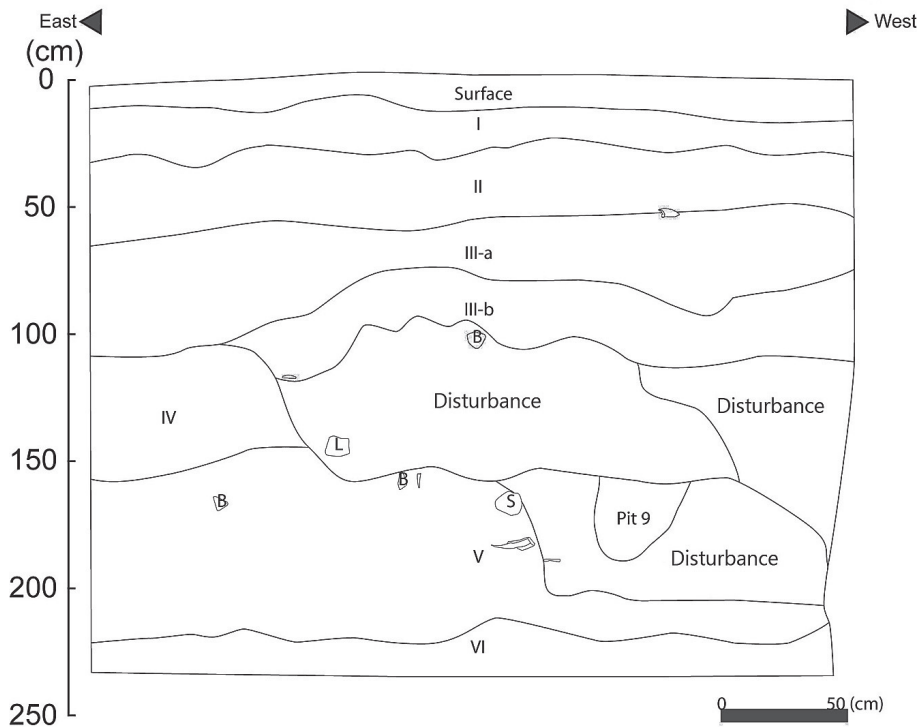 East West
(cm)
0
Surface
I
II
50
III-a
III-b
100
B
Disturbance
Disturbance
IV
L
150
B
B
S
Pit 9
V
Disturbance
200
VI
250
0 50 (cm)